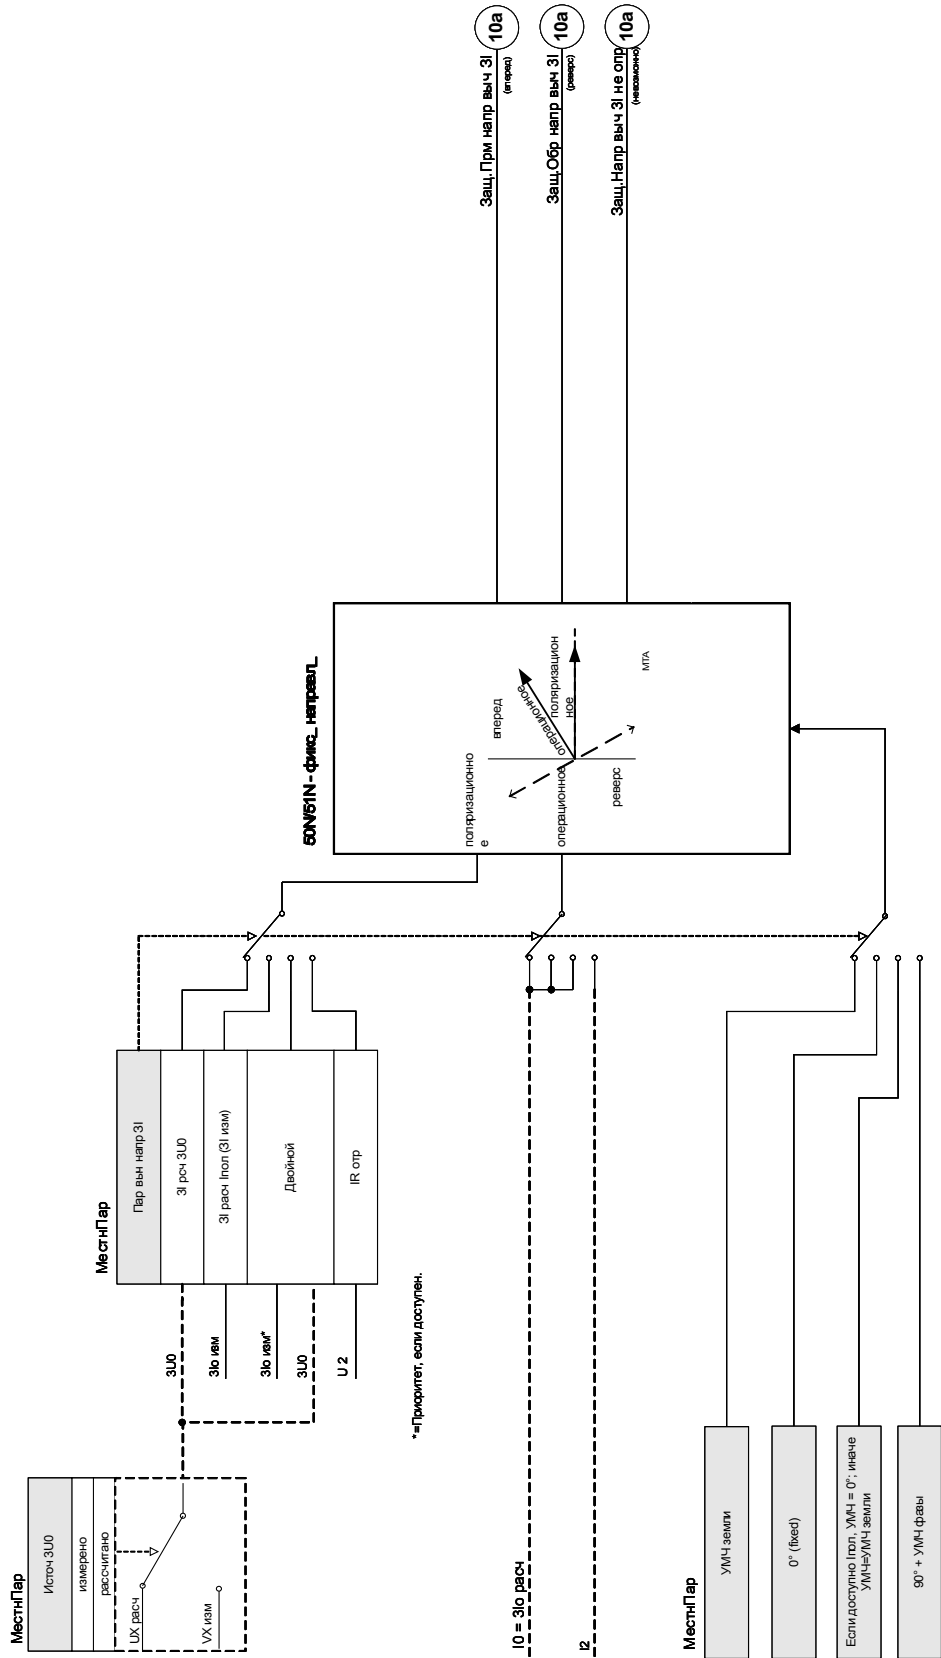 МестнПар
Источ 3U0
измерено
рассчитано
UX расч
VX изм
МестнПар
Пар вын напр 3I
3I рсч 3U0
3I расч Iпол (3I изм)
Двойной
IR отр
3U0
3Io изм
3Io изм*
3U0
U 2
*=Приоритет, если доступен.
I0 = 3Io расч
I2
МестнПар
УМЧ земли
0° (fixed)
Если доступно Iпол, УМЧ = 0°; иначе
УМЧ=УМЧ земли
90° + УМЧ фазы
50N/51N - фикс_ направл_
поляризационно
е
операционное
вперед
операционное
поляризацион
ное
реверс
MTA
Защ.Прм напр выч 3I
(вперед)
10a
Защ.Обр напр выч 3I
(реверс)
10a
Защ.Напр выч 3I не опр
(невозможно)
10a